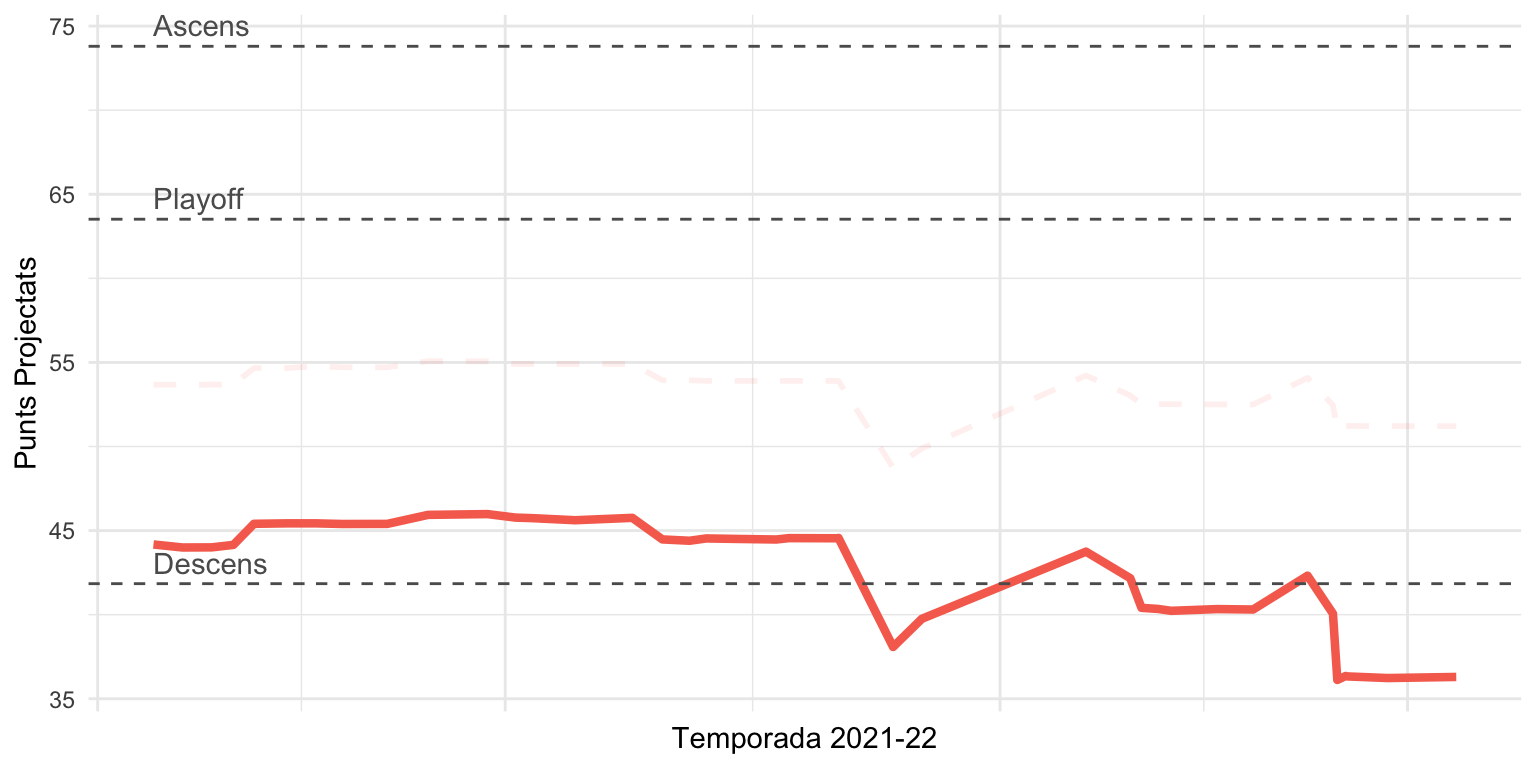 75
Ascens
Playoff
65
Punts Projectats
55
45
Descens
35
Temporada 2021-22